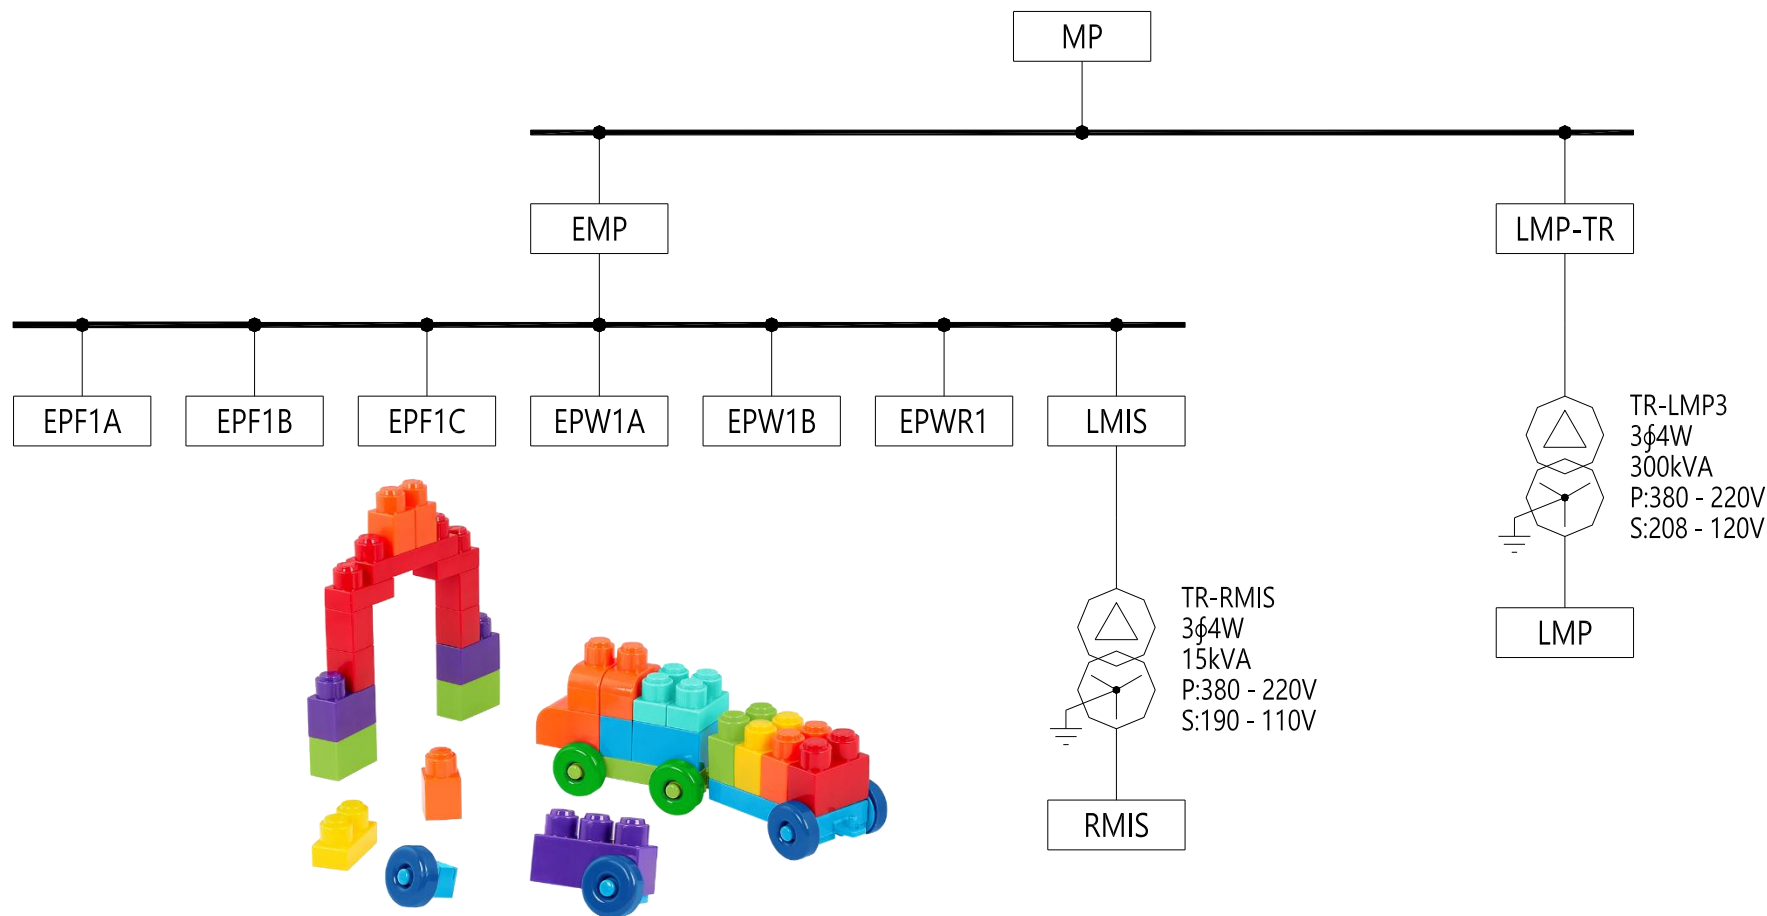 MP
EMP
LMP-TR
EPF1A
EPF1B
EPF1C
EPW1A
EPW1B
EPWR1
LMIS
TR-LMP3
3∮4W
300kVA
P:380 - 220V
S:208 - 120V
TR-RMIS
3∮4W
15kVA
P:380 - 220V
S:190 - 110V
LMP
RMIS